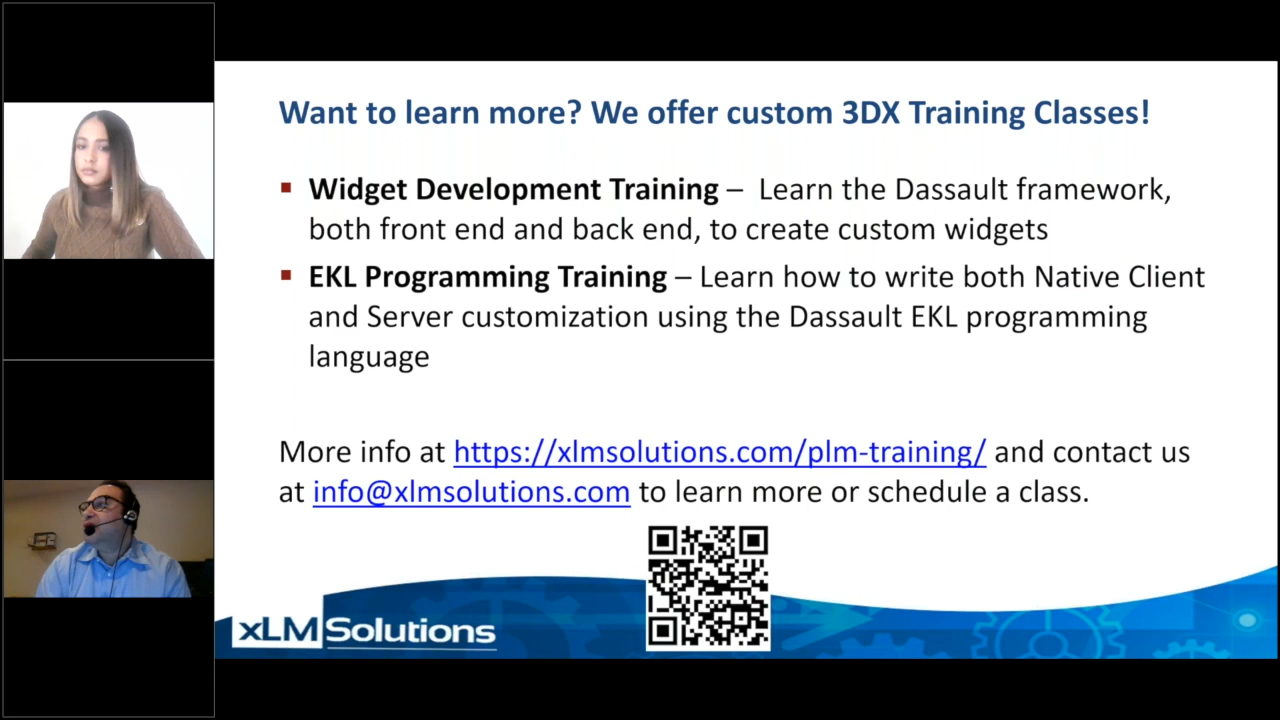 Want to learn more? We offer custom 3DX Training Classes!
Widget Development Training – Learn the Dassault framework,
both front end and back end, to create custom widgets
EKL Programming Training – Learn how to write both Native Client
and Server customization using the Dassault EKL programming
language
More info at https://xlmsolutions.com/plm-training/ and contact us
at info@xlmsolutions.com to learn more or schedule a class.
xLM Solutions